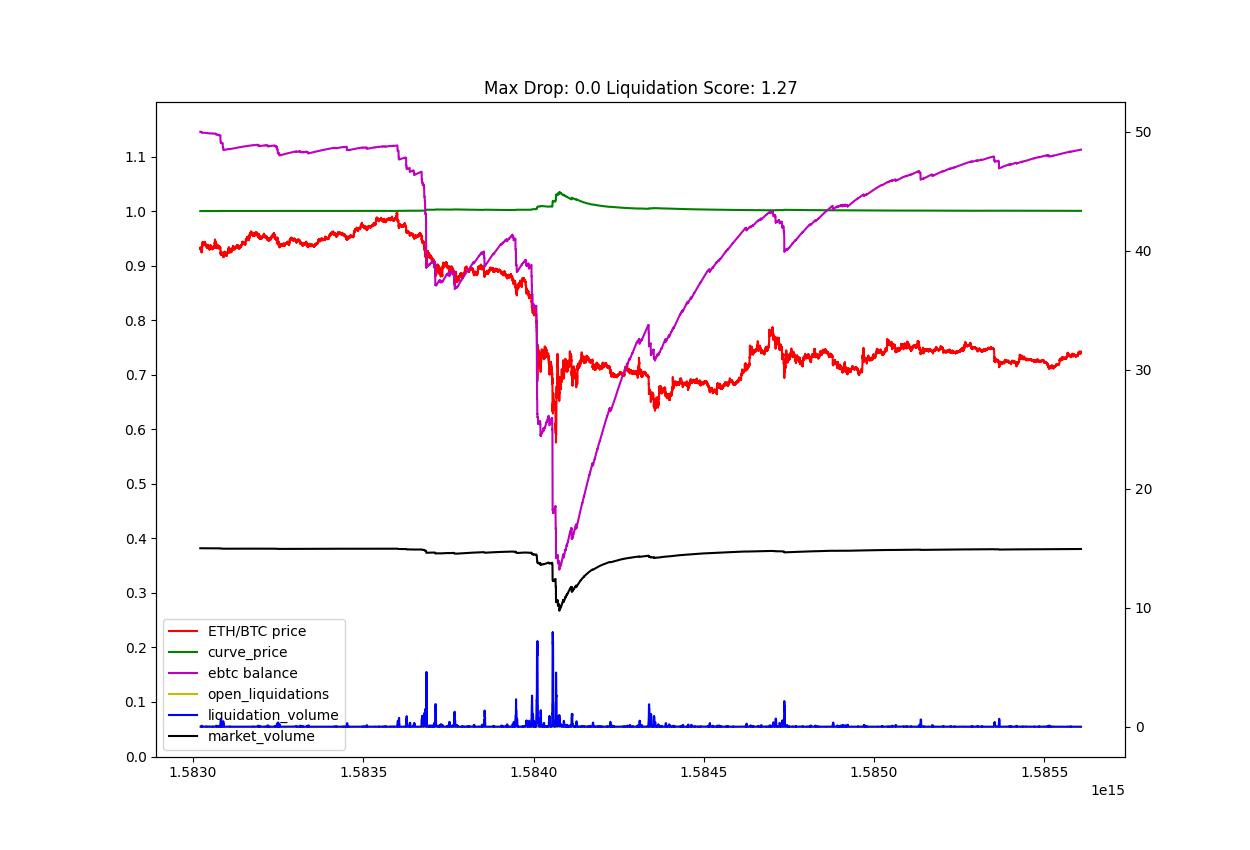 Max Drop: 0.0 Liquidation Score: 1.27
1.1
1.0
0.9
0.8
0.7
0.6
0.5
0.4
0.3
0.2
0.1
0.0
50
40
30
20
10
0
ETH/BTC price
curve_price
ebtc balance
open_liquidations
liquidation_volume
market_volume
1.5830 1.5835 1.5840 1.5845 1.5850 1.5855
1e15